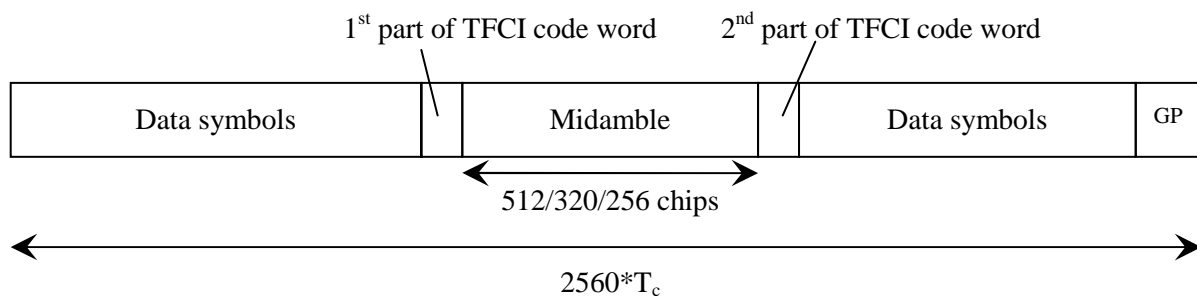 1st part of TFCI code word
2nd part of TFCI code word
Data symbols
Midamble
Data symbols
GP
512/320/256 chips
2560*Tc